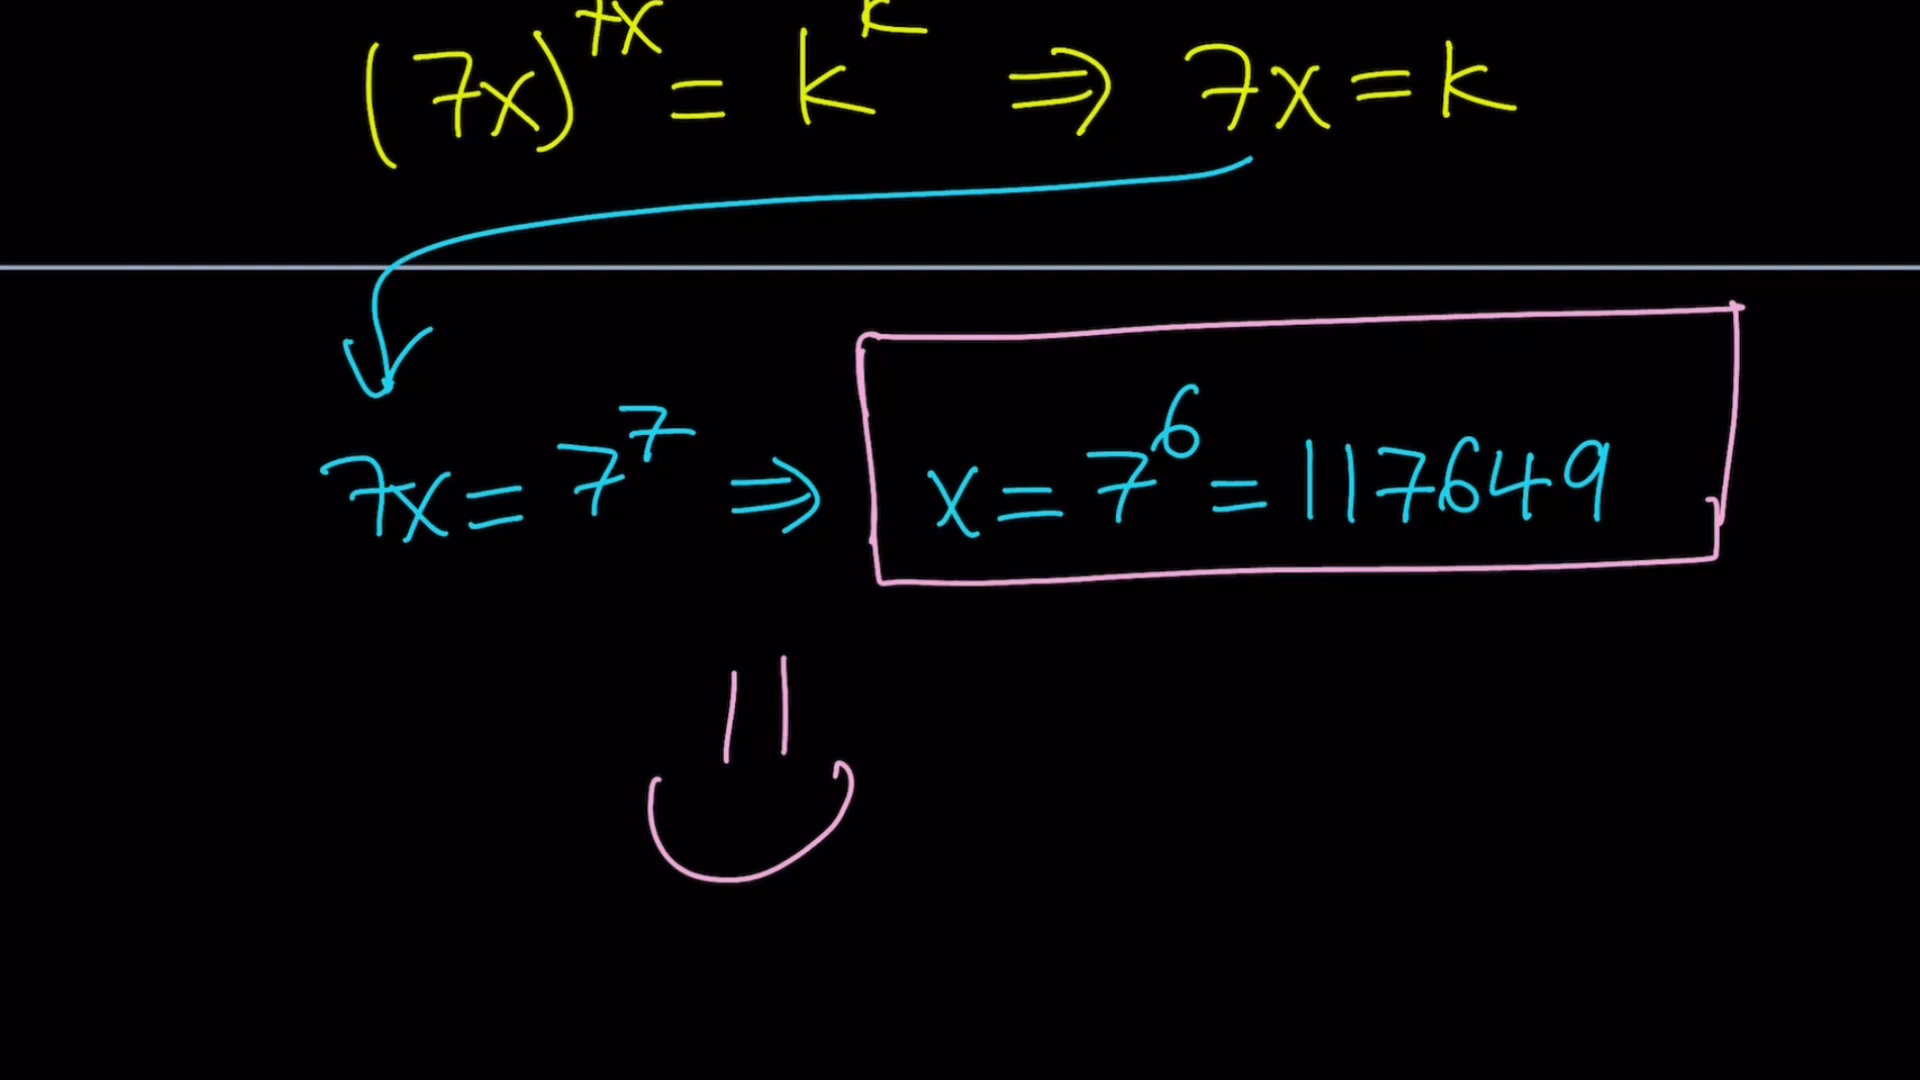 (7x)^7x = k^k ⇒ 7x = k
7x = 7^7 ⇒ x = 7^6 = 117649